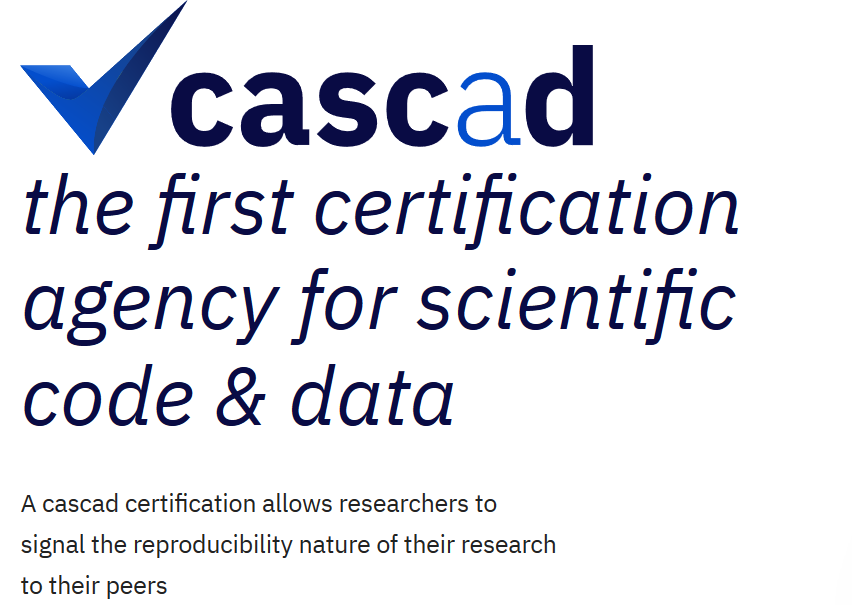 cascad
the first certification
agency for scientific
code & data
A cascad certification allows researchers to
signal the reproducibility nature of their research
to their peers